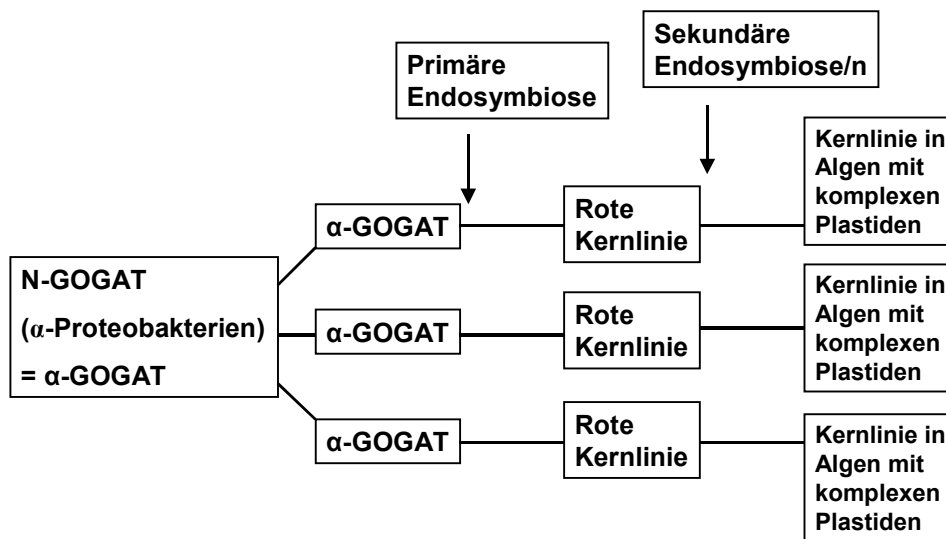 Primäre
Endosymbiose
Sekundäre
Endosymbiose/n
N-GOGAT
(α-Proteobakterien)
= α-GOGAT
α-GOGAT
Rote
Kernlinie
Kernlinie in
Algen mit
komplexen
Plastiden
α-GOGAT
Rote
Kernlinie
Kernlinie in
Algen mit
komplexen
Plastiden
α-GOGAT
Rote
Kernlinie
Kernlinie in
Algen mit
komplexen
Plastiden